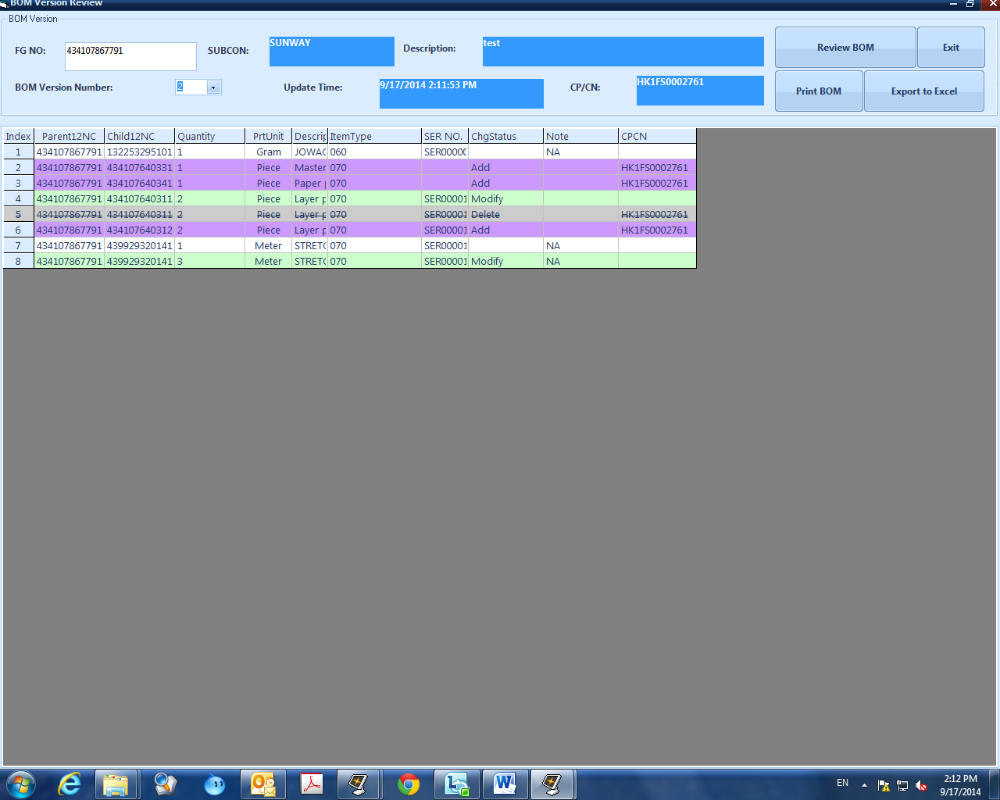 BOM Version Review
BOM Version
FG NO: 434107867791 SUBCON: SUNWAY Description: test Review BOM Exit
BOM Version Number: 2 Update Time: 9/17/2014 2:11:53 PM CP/CN: HK1FS0002761 Print BOM Export to Excel
Index Parent12NC Child12NC Quantity PrtUnit Descrip ItemType SER NO. ChgStatus Note CPCN
1 434107867791 132253295101 1 Gram JOWAC 060 SER00000 NA
2 434107867791 434107640331 1 Piece Master 070 Add HK1FS0002761
3 434107867791 434107640341 1 Piece Paper p 070 Add HK1FS0002761
4 434107867791 434107640311 2 Piece Layer p 070 SER00001 Modify
5 434107867791 434107640311 2 Piece Layer p 070 SER00001 Delete HK1FS0002761
6 434107867791 434107640312 2 Piece Layer p 070 SER00001 Add HK1FS0002761
7 434107867791 439929320141 1 Meter STRETC 070 SER00001 NA
8 434107867791 439929320141 3 Meter STRETC 070 SER00001 Modify NA
EN 2:12 PM
9/17/2014